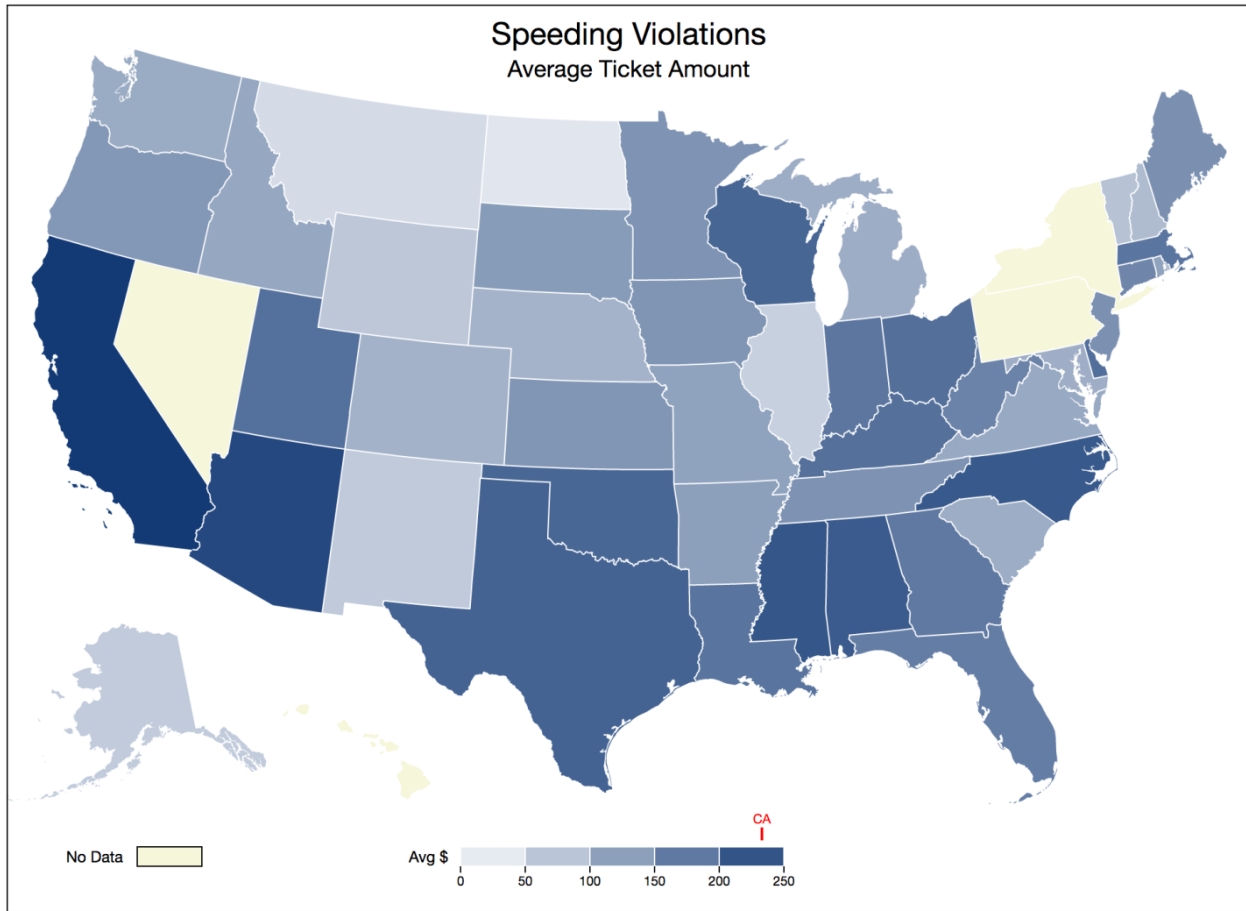 Speeding Violations
Average Ticket Amount
CA
No Data
Avg $
0 50 100 150 200 250